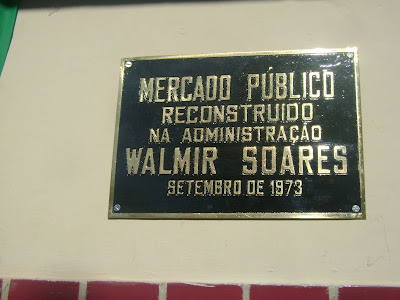 MERCADO PÚBLICO
RECONSTRUIDO
NA ADMINISTRAÇÃO
WALMIR SOARES
SETEMBRO DE 1973